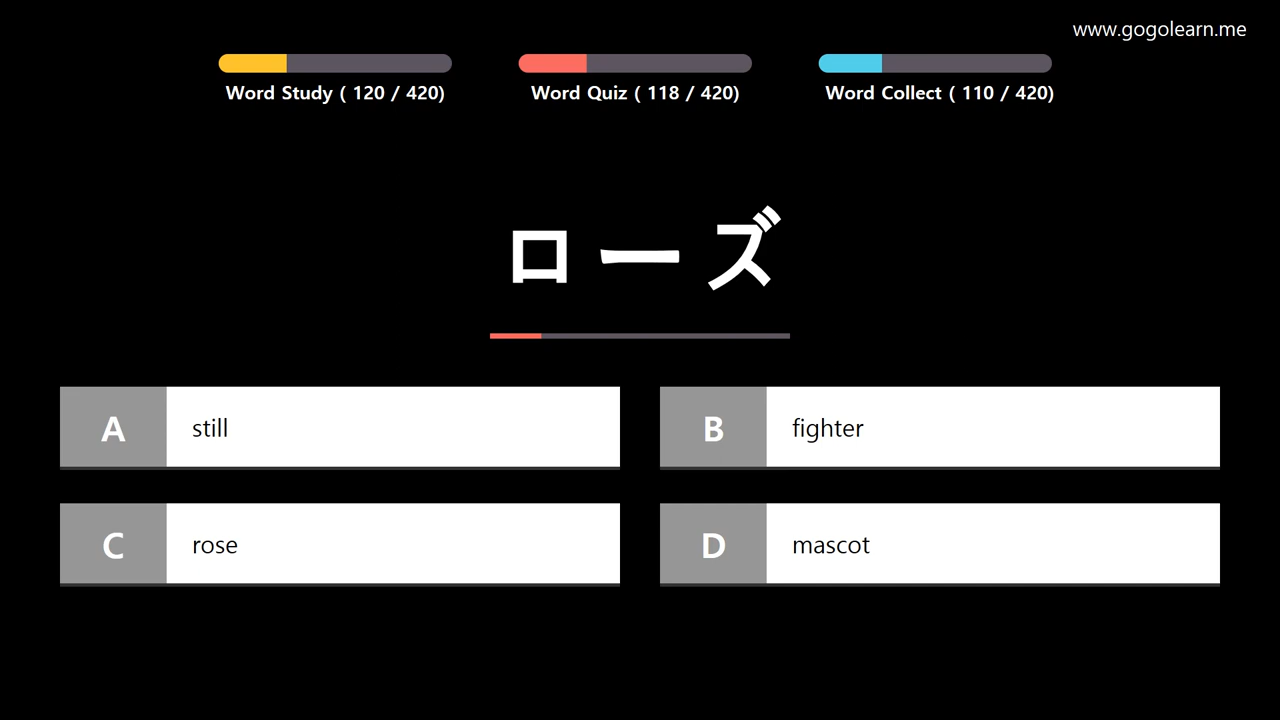 www.gogolearn.me
Word Study ( 120 / 420)
Word Quiz ( 118 / 420)
Word Collect ( 110 / 420)
ローズ
A still
B fighter
C rose
D mascot